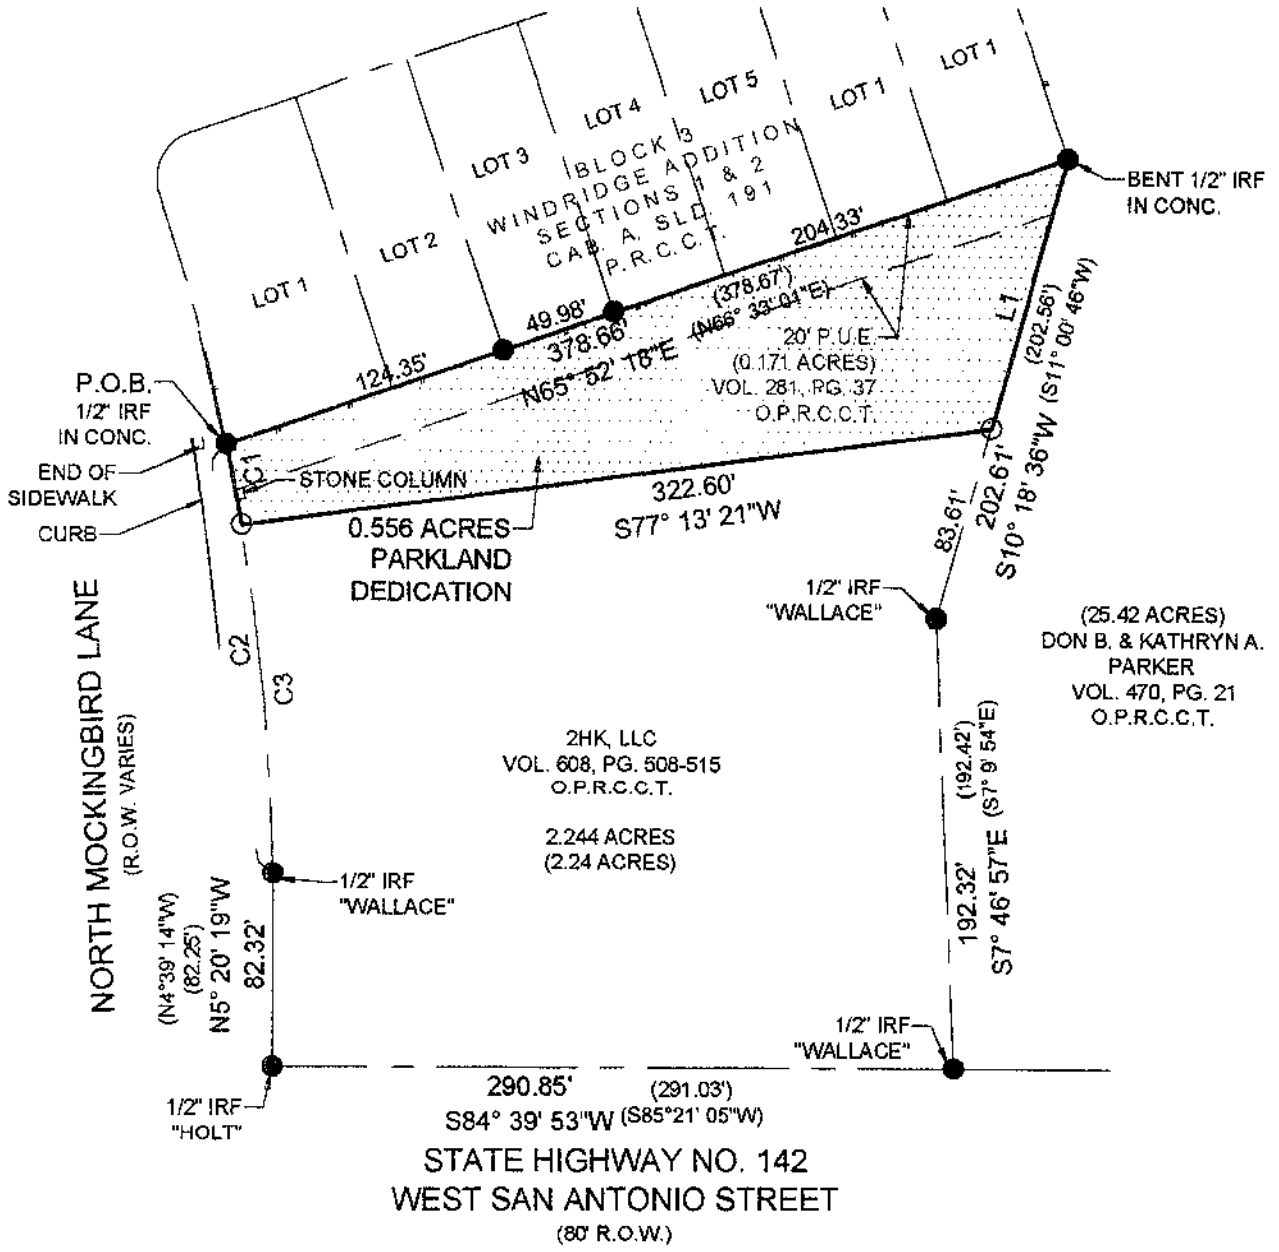 LOT 1
LOT 2
LOT 3
LOT 4
LOT 5
LOT 1
LOT 1
BLOCK 3
WINDRIDGE ADDITION
SECTIONS 1 & 2
CAB. A, SLD. 191
P.R.C.C.T.
BENT 1/2" IRF
IN CONC.
124.35'
49.98'
204.33'
378.66'
(378.67')
N65° 52' 18"E
(N66° 33' 01"E)
20' P.U.E.
(0.171 ACRES)
VOL. 281, PG. 37
O.P.R.C.C.T.
L1
(202.56')
(S11° 00' 46"W)
P.O.B.
1/2" IRF
IN CONC.
END OF
SIDEWALK
CURB
C1
STONE COLUMN
322.60'
S77° 13' 21"W
0.556 ACRES
PARKLAND
DEDICATION
83.61'
202.61'
S10° 18' 36"W
1/2" IRF
"WALLACE"
(25.42 ACRES)
DON B. & KATHRYN A.
PARKER
VOL. 470, PG. 21
O.P.R.C.C.T.
NORTH MOCKINGBIRD LANE
(R.O.W. VARIES)
C2
C3
2HK, LLC
VOL. 608, PG. 508-515
O.P.R.C.C.T.
2.244 ACRES
(2.24 ACRES)
(192.42')
(S7° 9' 54"E)
192.32'
S7° 46' 57"E
1/2" IRF
"WALLACE"
(N4°39' 14"W)
(82.25')
N5° 20' 19"W
82.32'
1/2" IRF
"WALLACE"
1/2" IRF
"HOLT"
290.85'
(291.03')
S84° 39' 53"W
(S85°21' 05"W)
STATE HIGHWAY NO. 142
WEST SAN ANTONIO STREET
(80' R.O.W.)